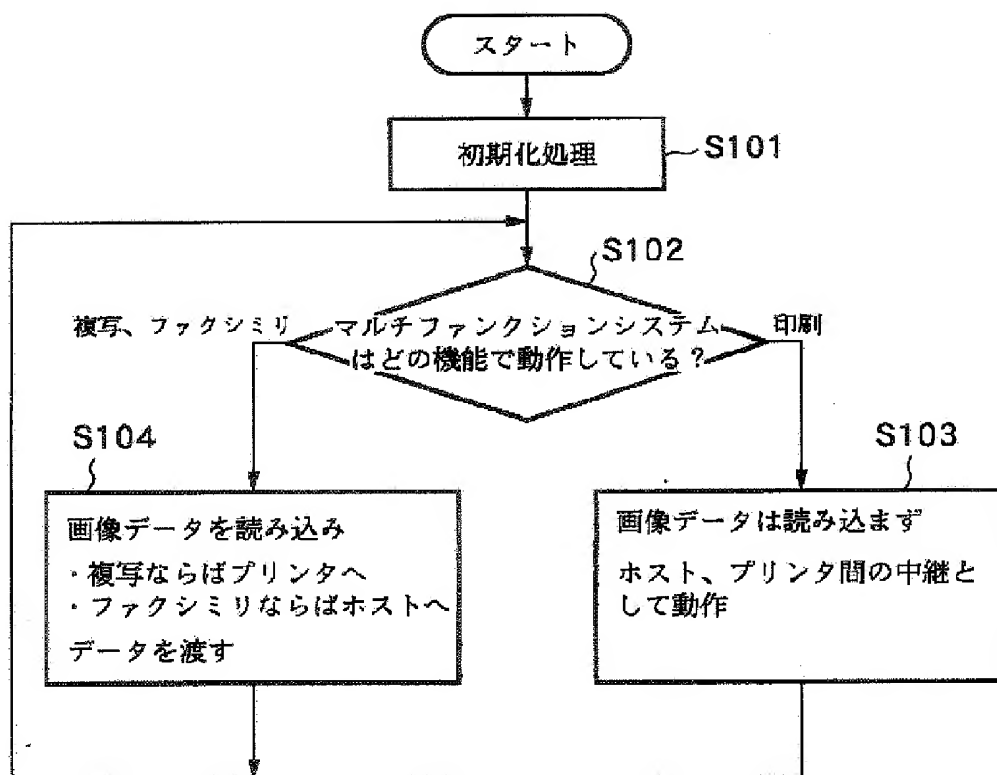 スタート
初期化処理
S101
S102
複写、ファクシミリ
マルチファンクションシステム
はどの機能で動作している？
印刷
S104
S103
画像データを読み込み
・複写ならばプリンタへ
・ファクシミリならばホストへ
データを渡す
画像データは読み込まず
ホスト、プリンタ間の中継と
して動作